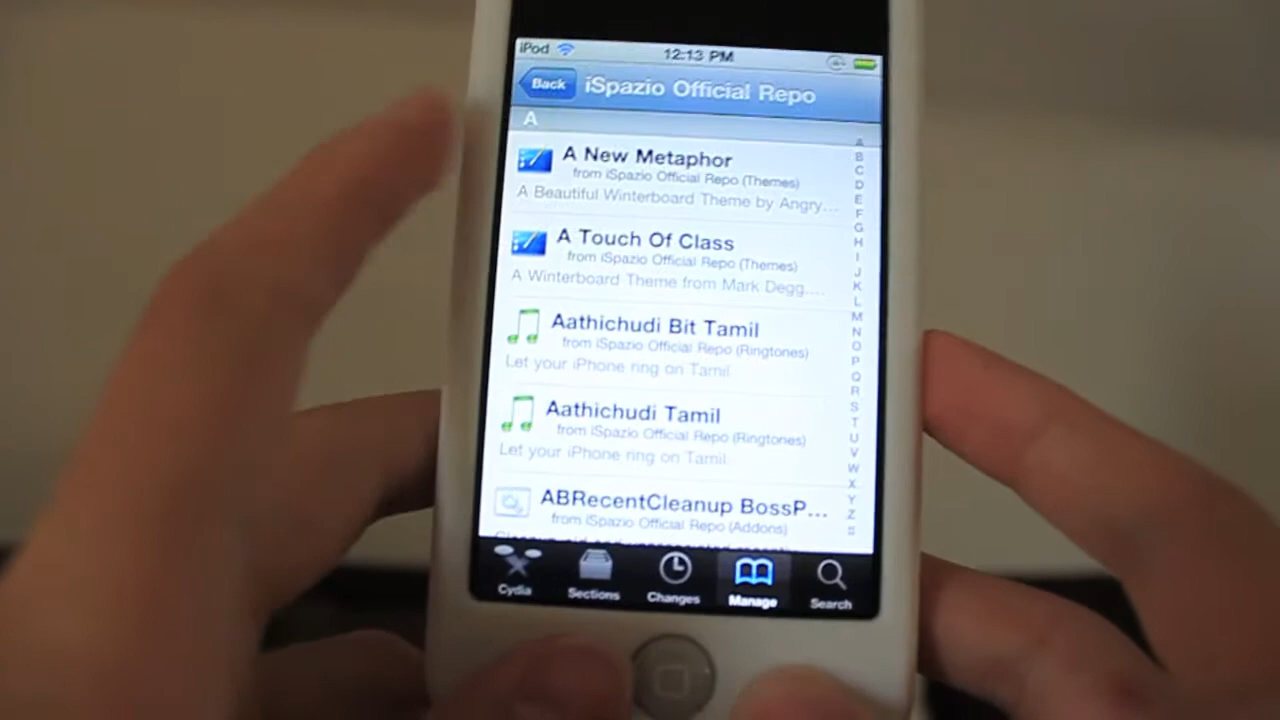 iPod 12:13 PM
Back iSpazio Official Repo
A
A New Metaphor
from iSpazio Official Repo (Themes)
A Beautiful Winterboard Theme by Angry...
A Touch Of Class
from iSpazio Official Repo (Themes)
A Winterboard Theme from Mark Degg....
Aathichudi Bit Tamil
from iSpazio Official Repo (Ringtones)
Let your iPhone ring on Tamil
Aathichudi Tamil
from iSpazio Official Repo (Ringtones)
Let your iPhone ring on Tamil
ABRecentCleanup BossP...
from iSpazio Official Repo (Addons)
A
B
C
D
E
F
G
H
I
J
K
L
M
N
O
P
Q
R
S
T
U
V
W
X
Y
Z
Cydia Sections Changes Manage Search